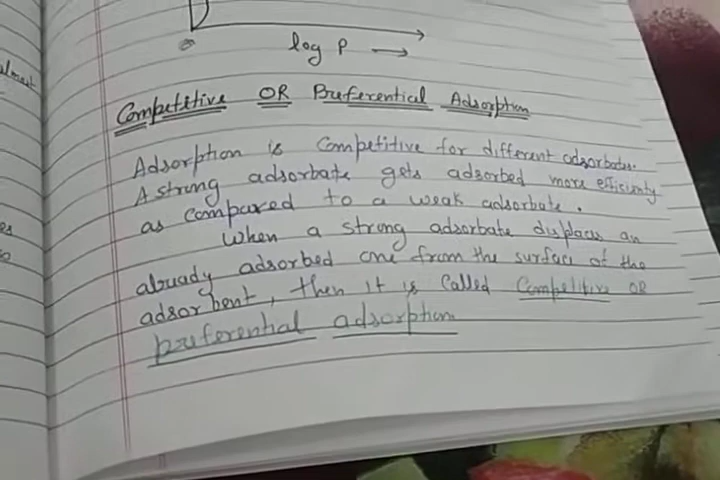 log P →
Competitive OR Preferential Adsorption
Adsorption is Competitive for different adsorbates.
A strong adsorbate gets adsorbed more efficiently
as compared to a weak adsorbate.
When a strong adsorbate displaces an
already adsorbed one from the surface of the
adsorbent, then it is called Competitive OR
preferential adsorption